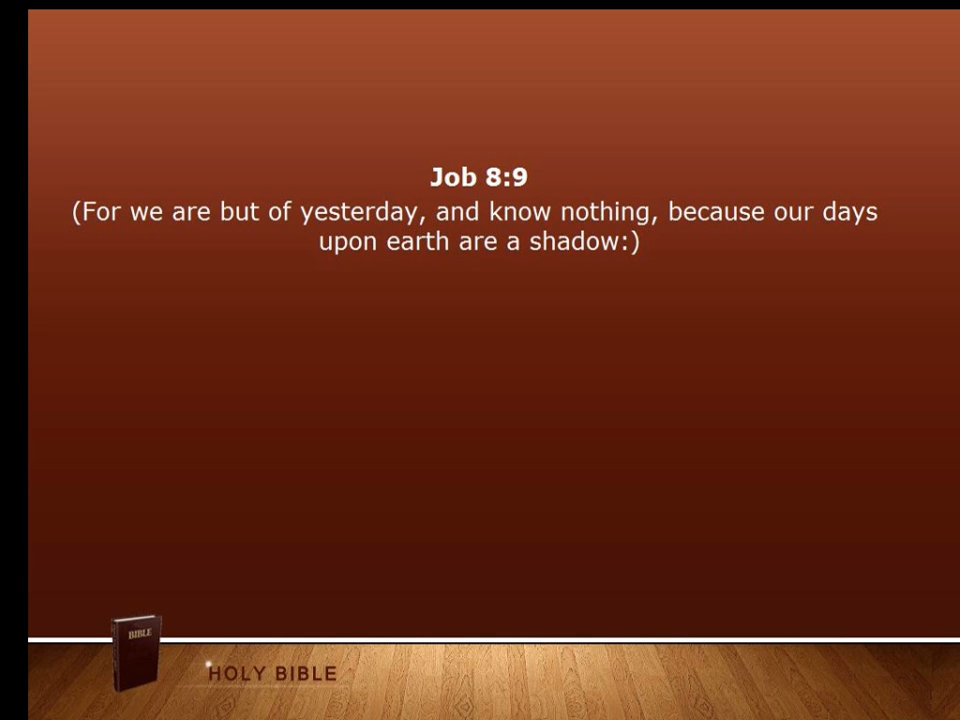 Job 8:9
(For we are but of yesterday, and know nothing, because our days
upon earth are a shadow:)
BIBLE
HOLY BIBLE